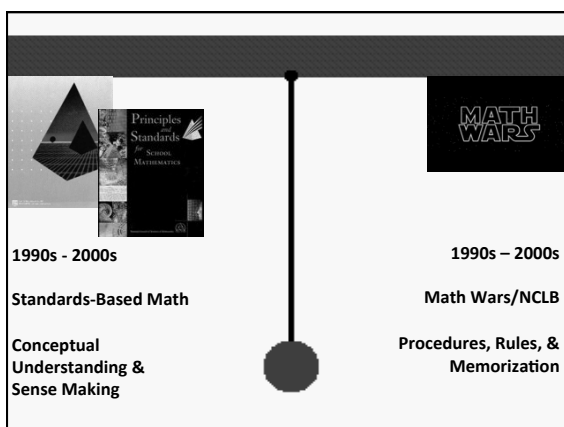 Principles
and
Standards
for
SCHOOL
MATHEMATICS
MATH
WARS
1990s - 2000s
Standards-Based Math
Conceptual
Understanding &
Sense Making
1990s – 2000s
Math Wars/NCLB
Procedures, Rules, &
Memorization